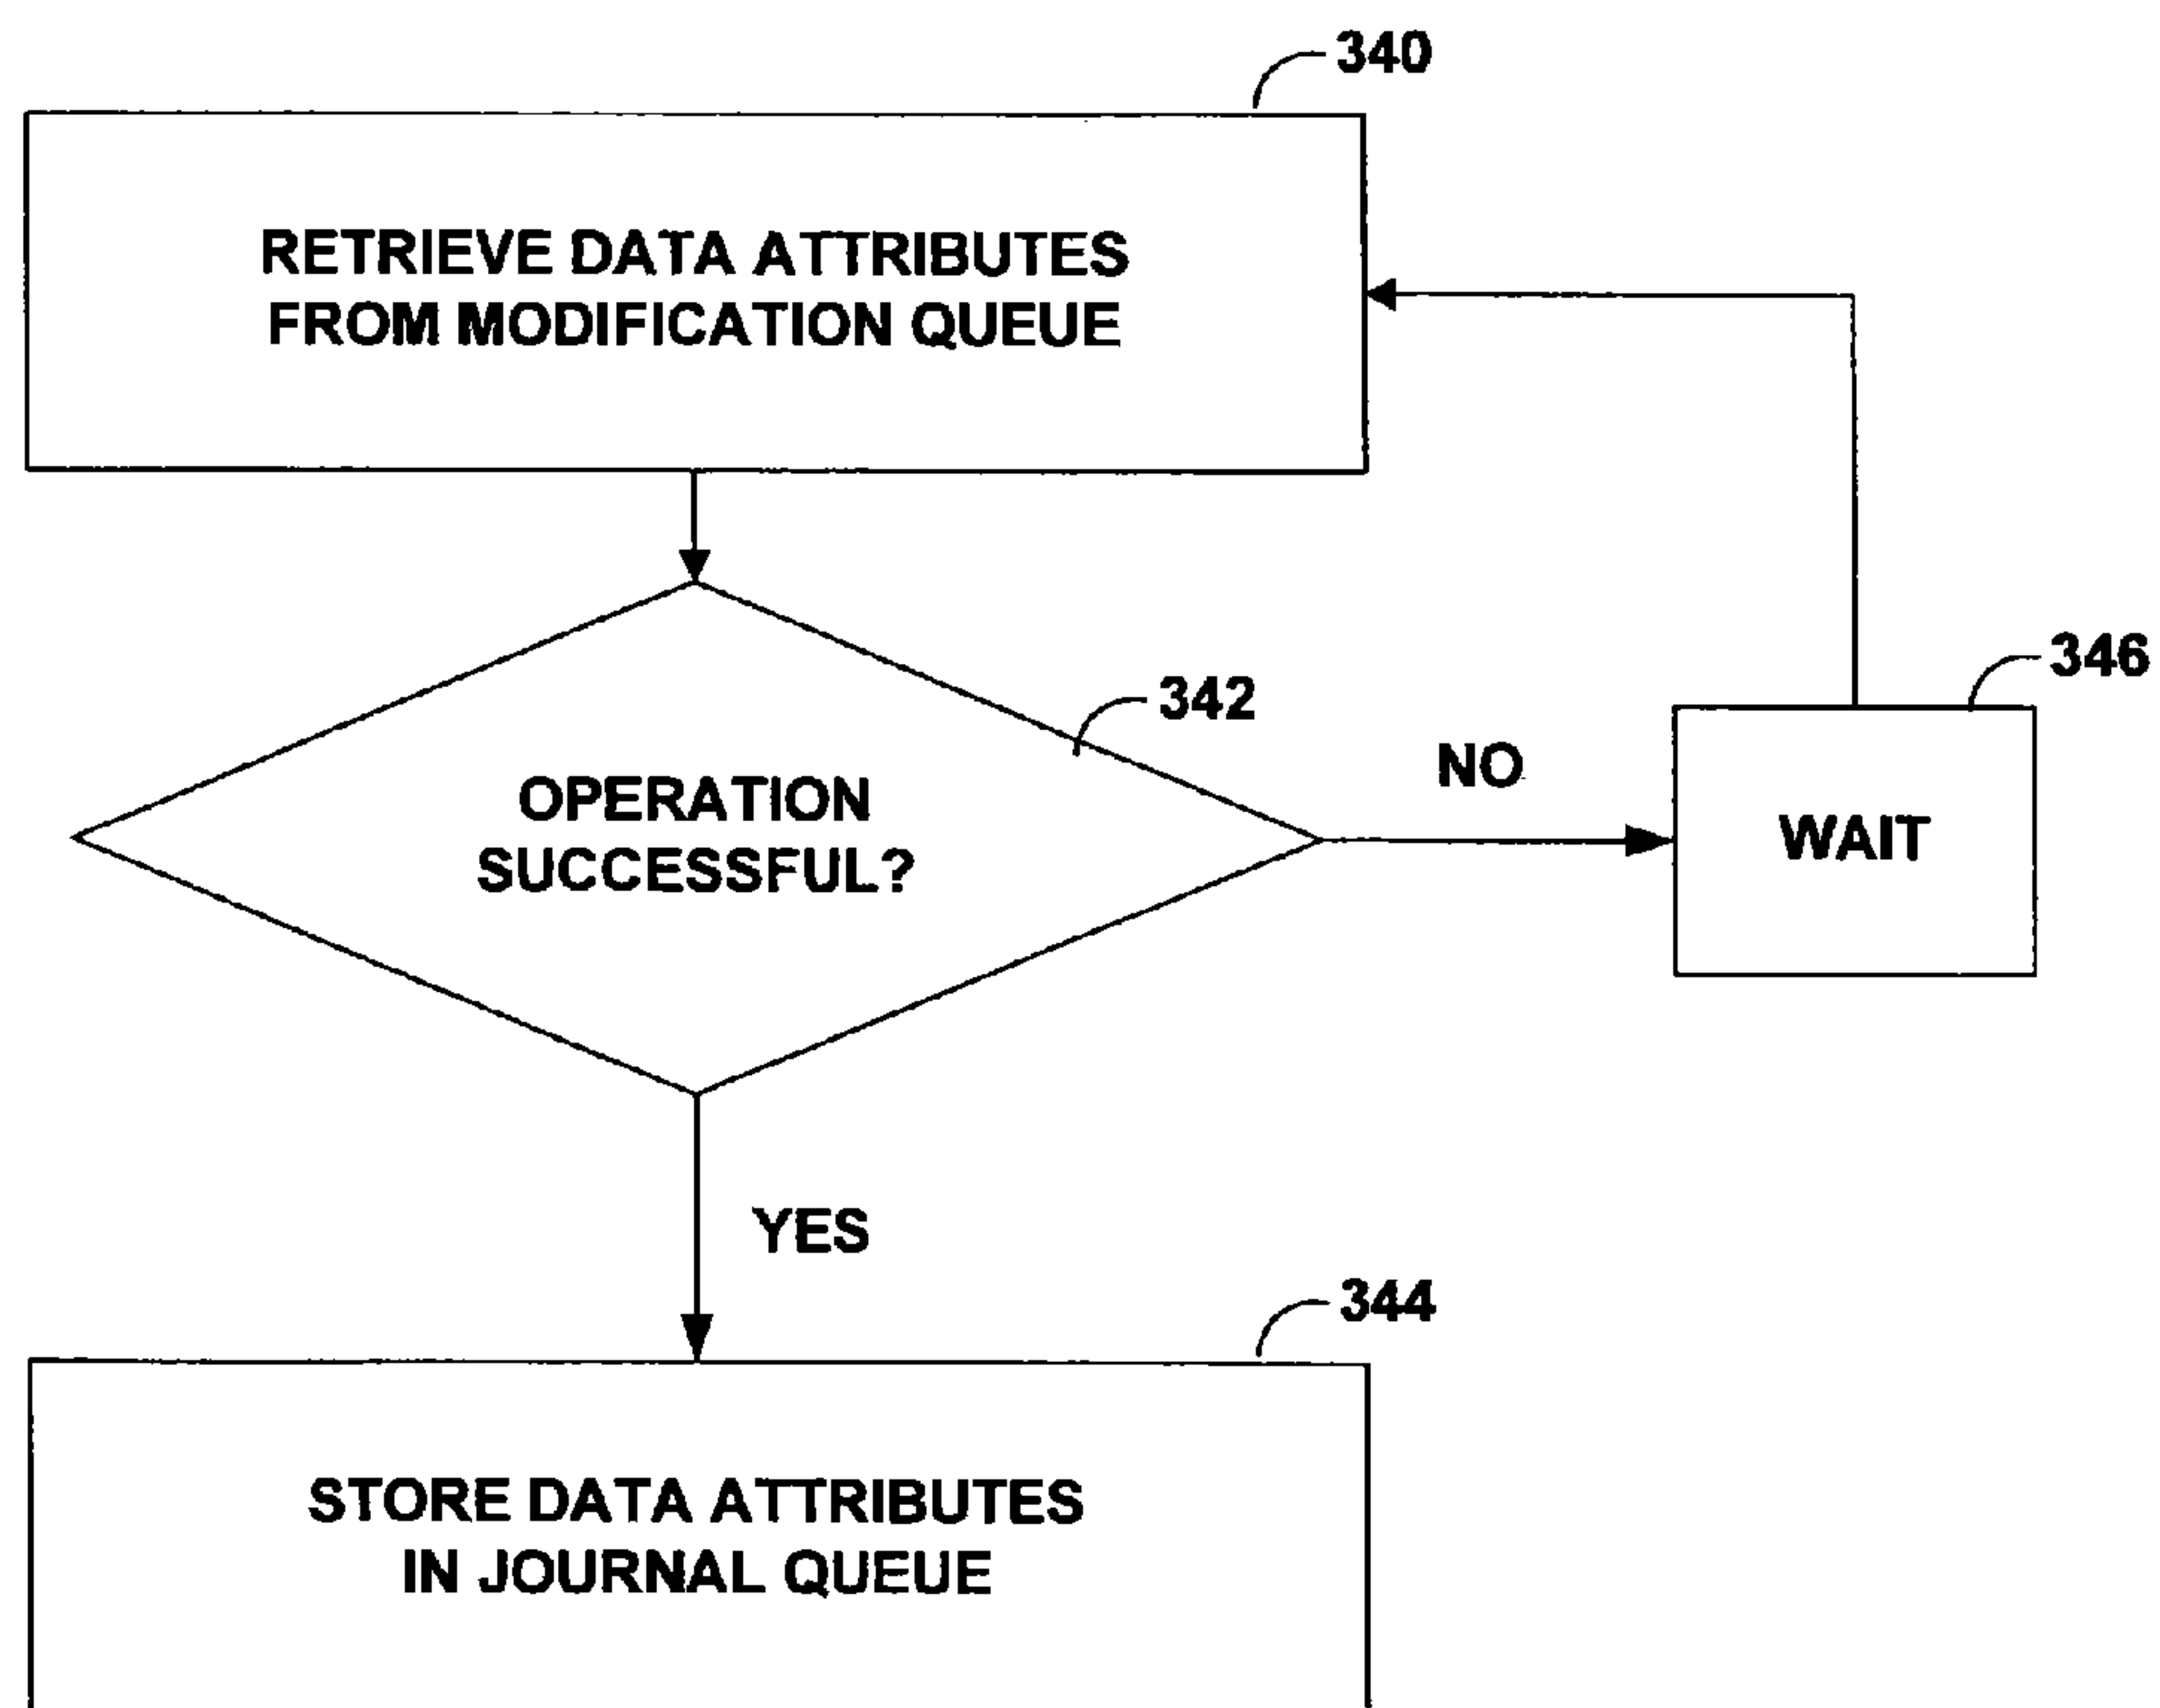 340
RETRIEVE DATA ATTRIBUTES
FROM MODIFICATION QUEUE
346
342
NO
OPERATION
SUCCESSFUL?
WAIT
YES
344
STORE DATA ATTRIBUTES
IN JOURNAL QUEUE